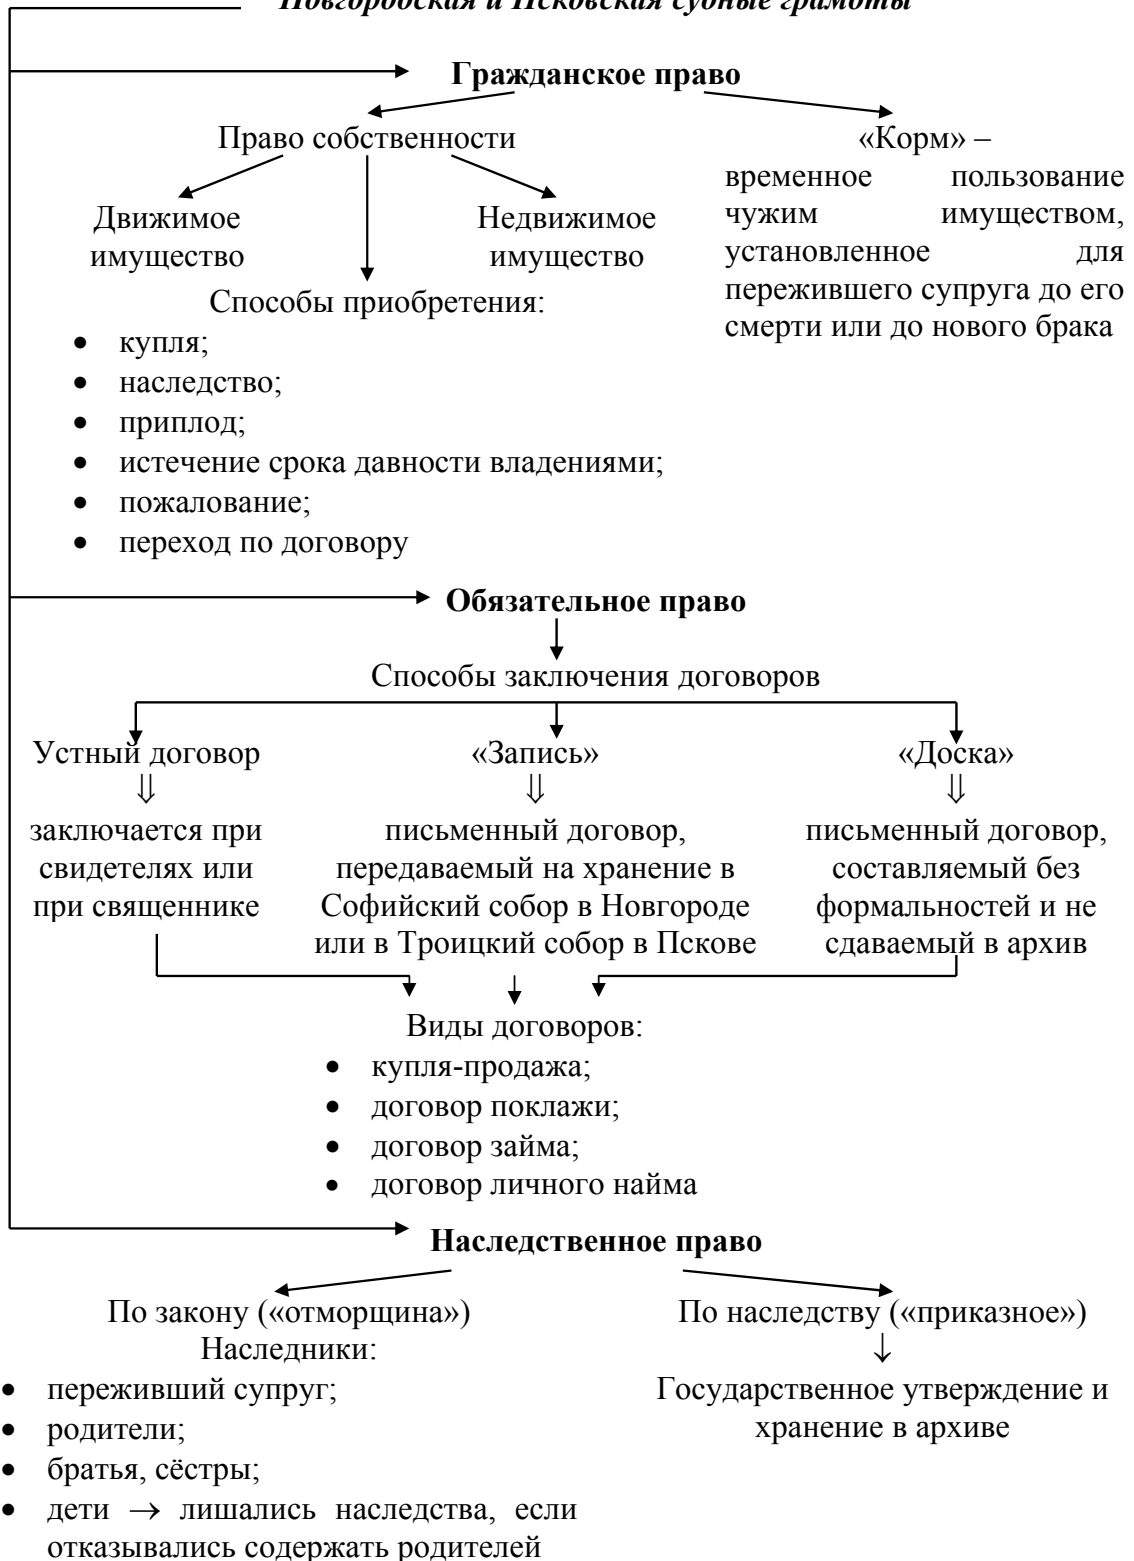 Новгородская и Псковская судные грамоты
Гражданское право
Право собственности
«Корм» –
временное пользование
чужим имуществом,
установленное для
пережившего супруга до его
смерти или до нового брака
Движимое
имущество
Недвижимое
имущество
Способы приобретения:
• купля;
• наследство;
• приплод;
• истечение срока давности владениями;
• пожалование;
• переход по договору
Обязательное право
Способы заключения договоров
Устный договор
⇓
заключается при
свидетелях или
при священнике
«Запись»
⇓
письменный договор,
передаваемый на хранение в
Софийский собор в Новгороде
или в Троицкий собор в Пскове
«Доска»
⇓
письменный договор,
составляемый без
формальностей и не
сдаваемый в архив
Виды договоров:
• купля-продажа;
• договор поклажи;
• договор займа;
• договор личного найма
Наследственное право
По закону («отморщина»)
Наследники:
• переживший супруг;
• родители;
• братья, сёстры;
• дети → лишались наследства, если
отказывались содержать родителей
По наследству («приказное»)
↓
Государственное утверждение и
хранение в архиве